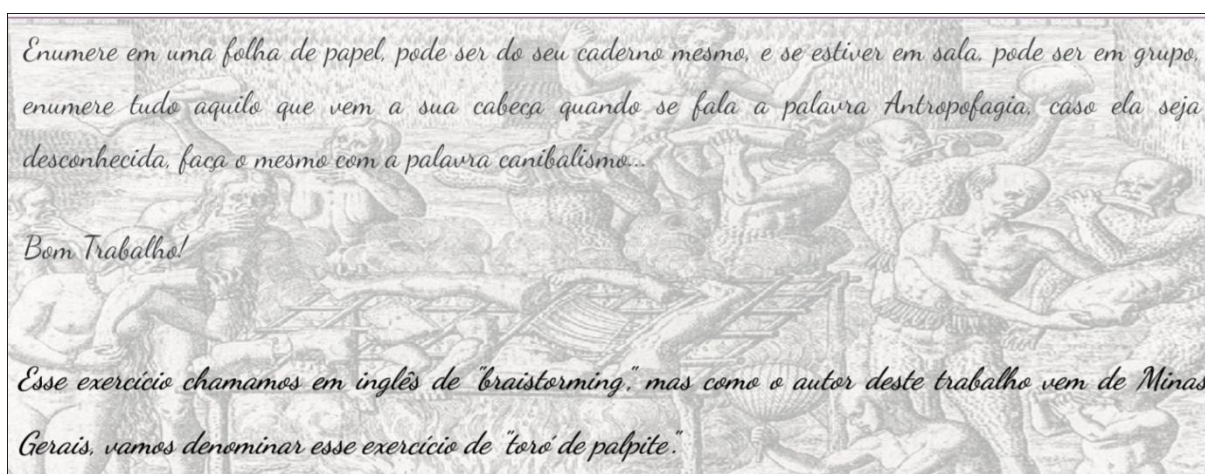 Enumere em uma folha de papel, pode ser do seu caderno mesmo, e se estiver em sala, pode ser em grupo,
enumere tudo aquilo que vem a sua cabeça quando se fala a palavra Antropofagia, caso ela seja
desconhecida, faça o mesmo com a palavra canibalismo...
Bom Trabalho!
Esse exercício chamamos em inglês de "braistorming," mas como o autor deste trabalho vem de Minas
Gerais, vamos denominar esse exercício de "toró de palpite".